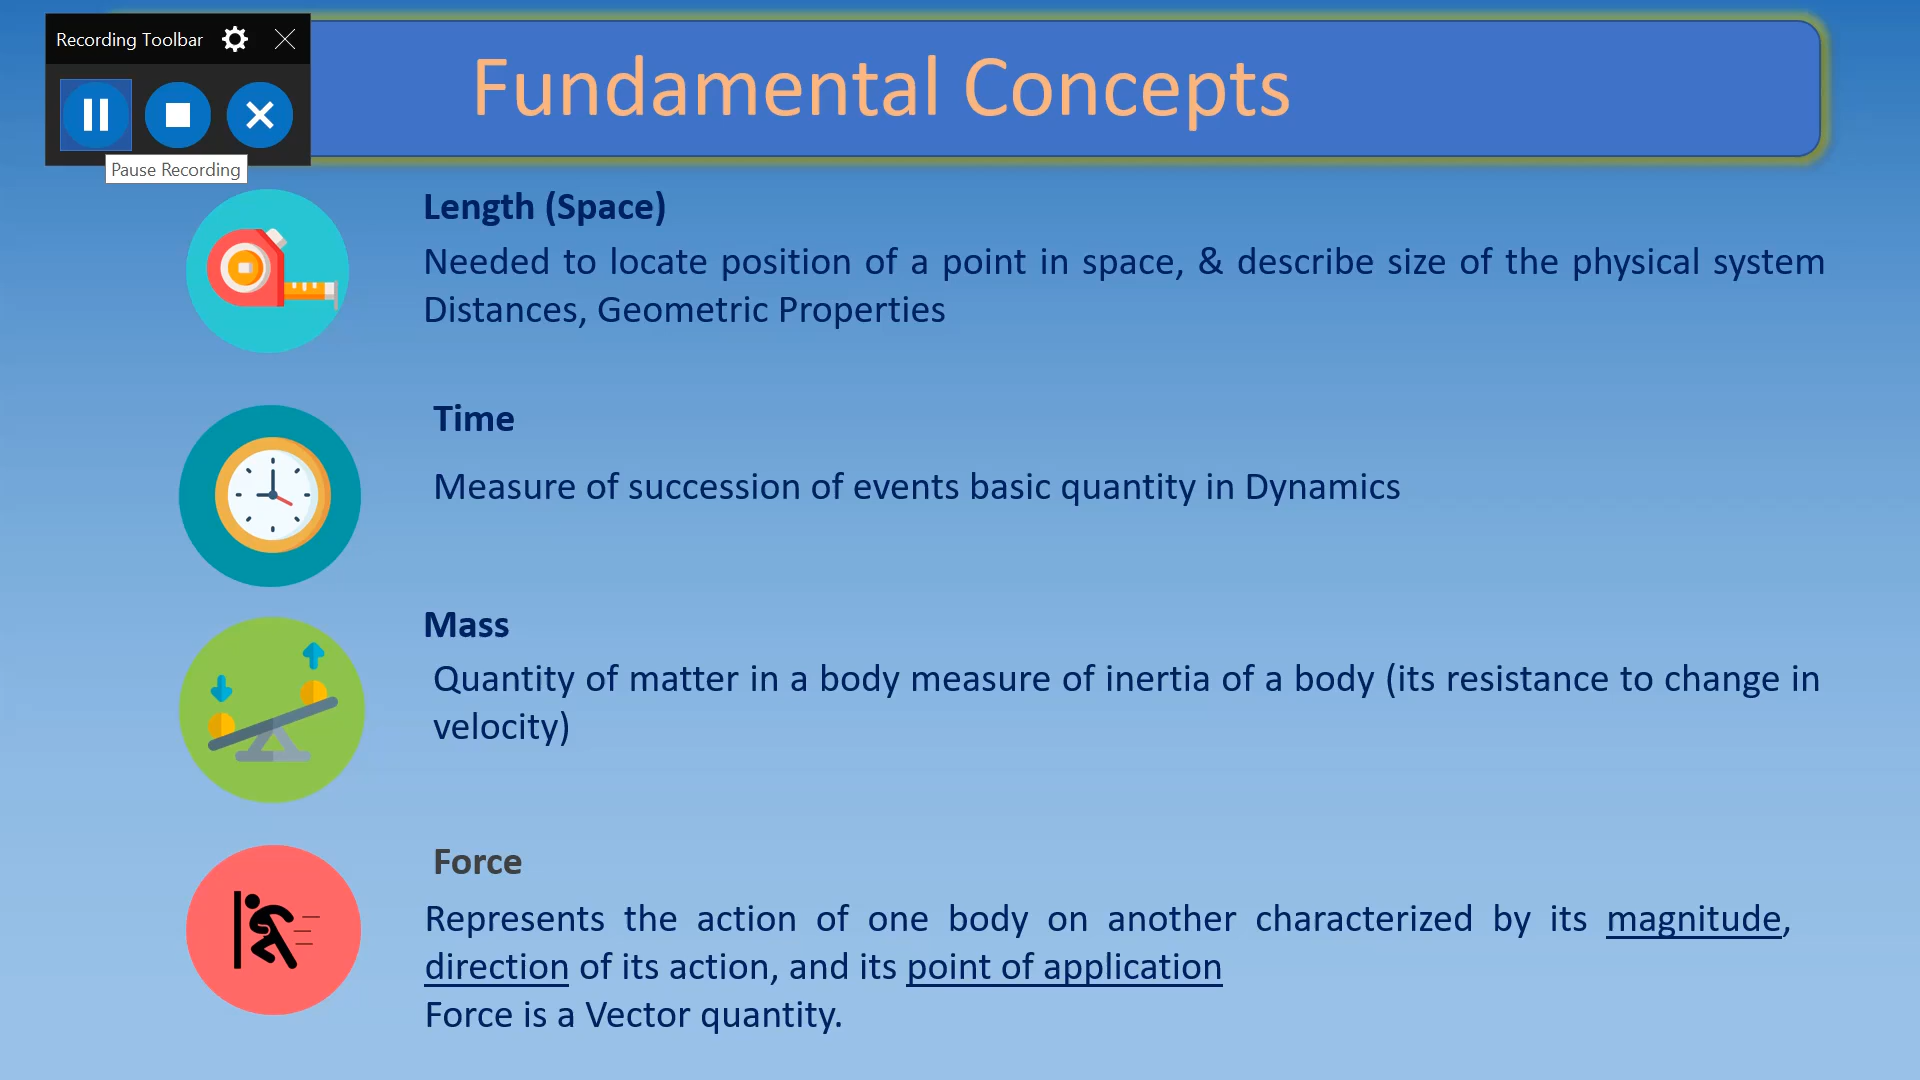 Recording Toolbar
Fundamental Concepts
Pause Recording
Length (Space)
Needed to locate position of a point in space, & describe size of the physical system
Distances, Geometric Properties
Time
Measure of succession of events basic quantity in Dynamics
Mass
Quantity of matter in a body measure of inertia of a body (its resistance to change in
velocity)
Force
Represents the action of one body on another characterized by its magnitude,
direction of its action, and its point of application
Force is a Vector quantity.